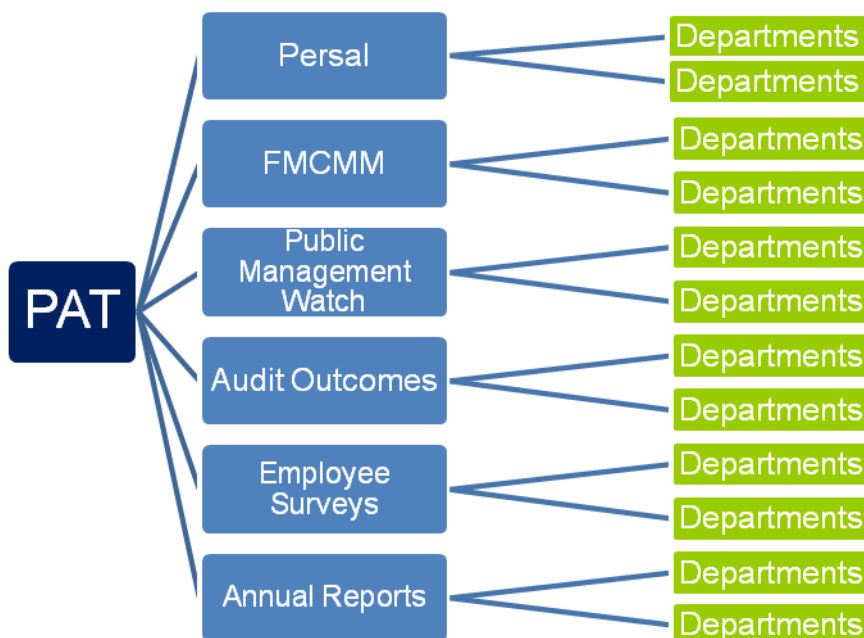 PAT
Persal
Departments
Departments
FMCMM
Departments
Departments
Public
Management
Watch
Departments
Departments
Audit Outcomes
Departments
Departments
Employee
Surveys
Departments
Departments
Annual Reports
Departments
Departments